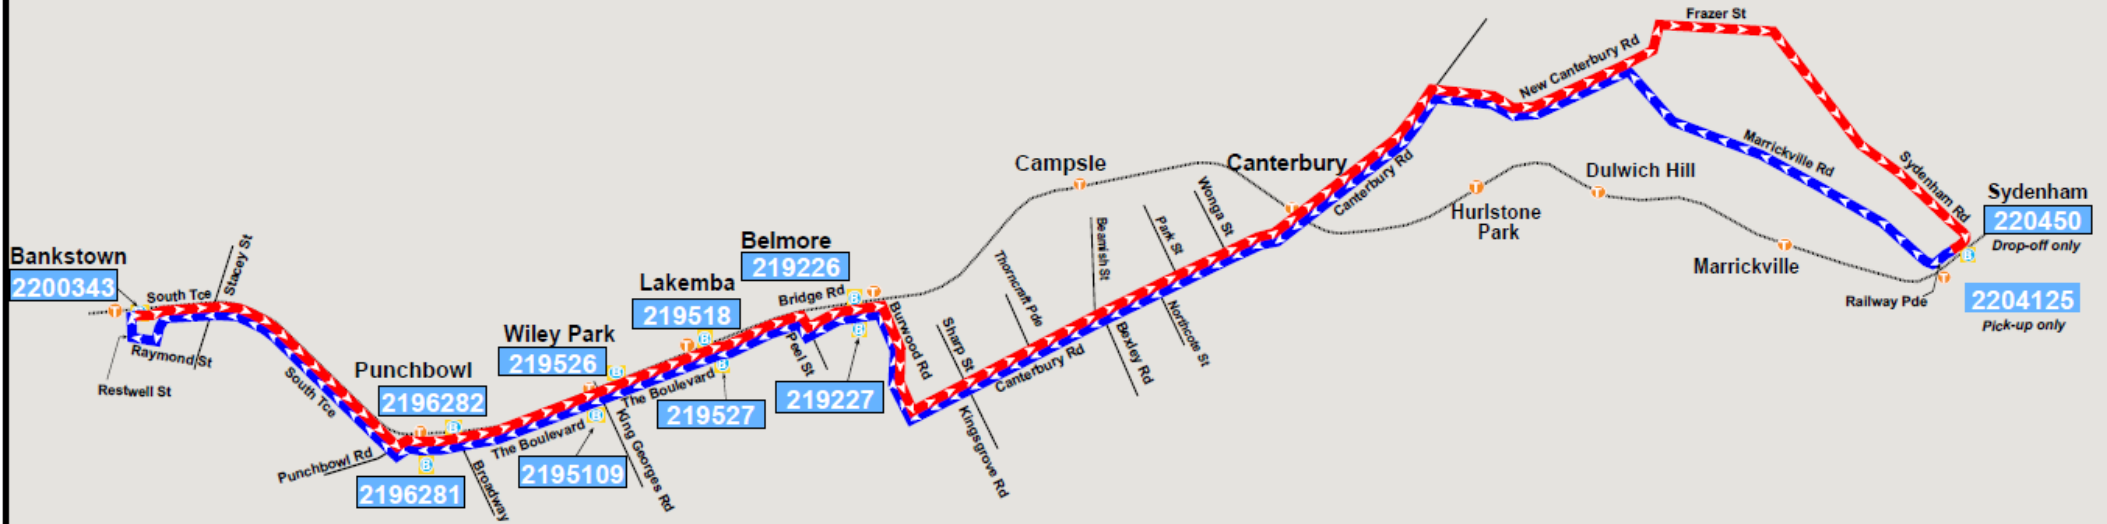 Frazer St
New Canterbury Rd
Marrickville Rd
Sydenham Rd
Campsle
Canterbury
Canterbury Rd
Dulwich Hill
Hurlstone
Park
Marrickville
Sydenham
220450
Drop-off only
Railway Pde
2204125
Pick-up only
Wonga St
Park St
Beamish St
Thorncraft Pde
Sharp St
Canterbury Rd
Bexley Rd
Northcote St
Kingsgrove Rd
Burwood Rd
Belmore
219226
Bridge Rd
Peel St
219227
Lakemba
219518
The Boulevard
219527
Wiley Park
219526
King Georges Rd
The Boulevard
2195109
Punchbowl
2196282
Broadway
Punchbowl Rd
2196281
Bankstown
2200343
South Tce
Stacey St
Raymond St
Restwell St
South Tce
T
T
T
T
T
T
T
T
T
T
T
B
B
B
B
B
B
B
B
B